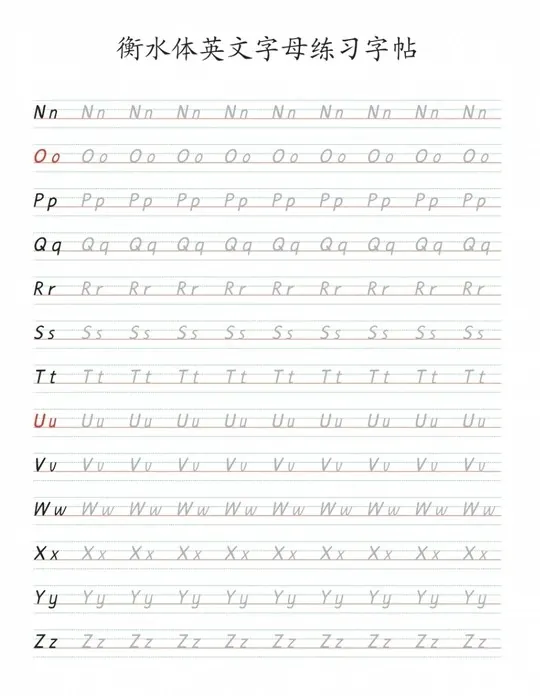 衡水体英文字母练习字帖
Nn Nn Nn Nn Nn Nn Nn Nn Nn Nn
Oo Oo Oo Oo Oo Oo Oo Oo Oo Oo
Pp Pp Pp Pp Pp Pp Pp Pp Pp Pp
Qq Qq Qq Qq Qq Qq Qq Qq Qq Qq
Rr Rr Rr Rr Rr Rr Rr Rr Rr Rr
Ss Ss Ss Ss Ss Ss Ss Ss Ss Ss
Tt Tt Tt Tt Tt Tt Tt Tt Tt Tt
Uu Uu Uu Uu Uu Uu Uu Uu Uu Uu
Vv Vv Vv Vv Vv Vv Vv Vv Vv Vv
Ww Ww Ww Ww Ww Ww Ww Ww Ww Ww
Xx Xx Xx Xx Xx Xx Xx Xx Xx Xx
Yy Yy Yy Yy Yy Yy Yy Yy Yy Yy
Zz Zz Zz Zz Zz Zz Zz Zz Zz Zz